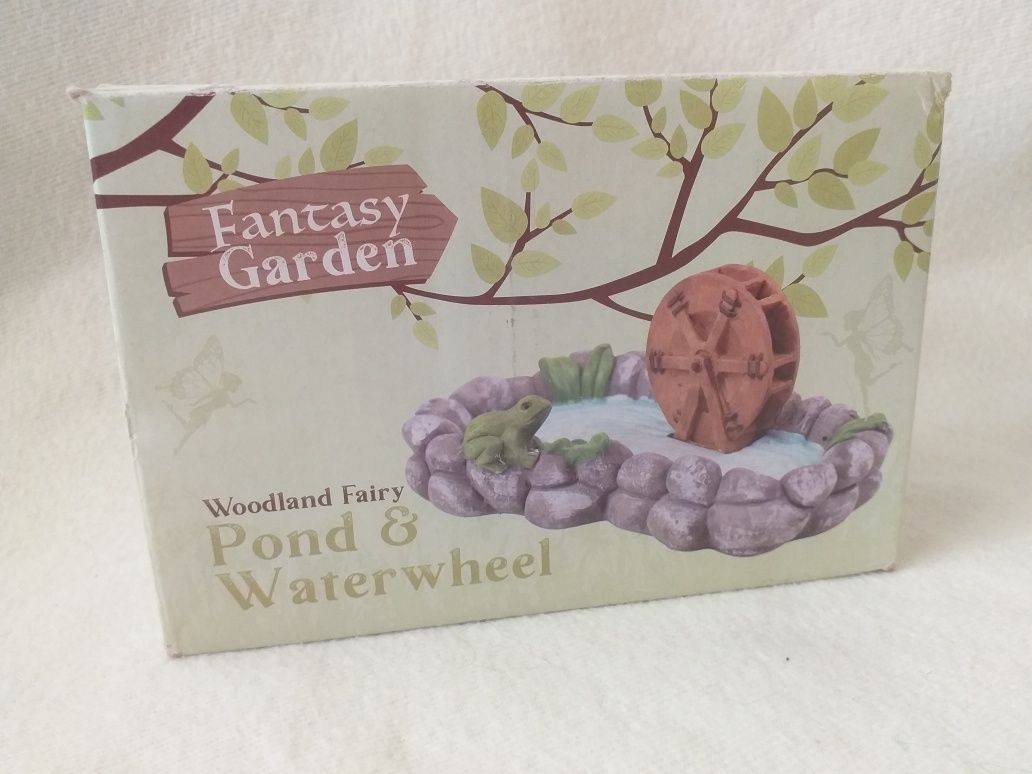 Fantasy
Garden
Woodland Fairy
Pond &
Waterwheel